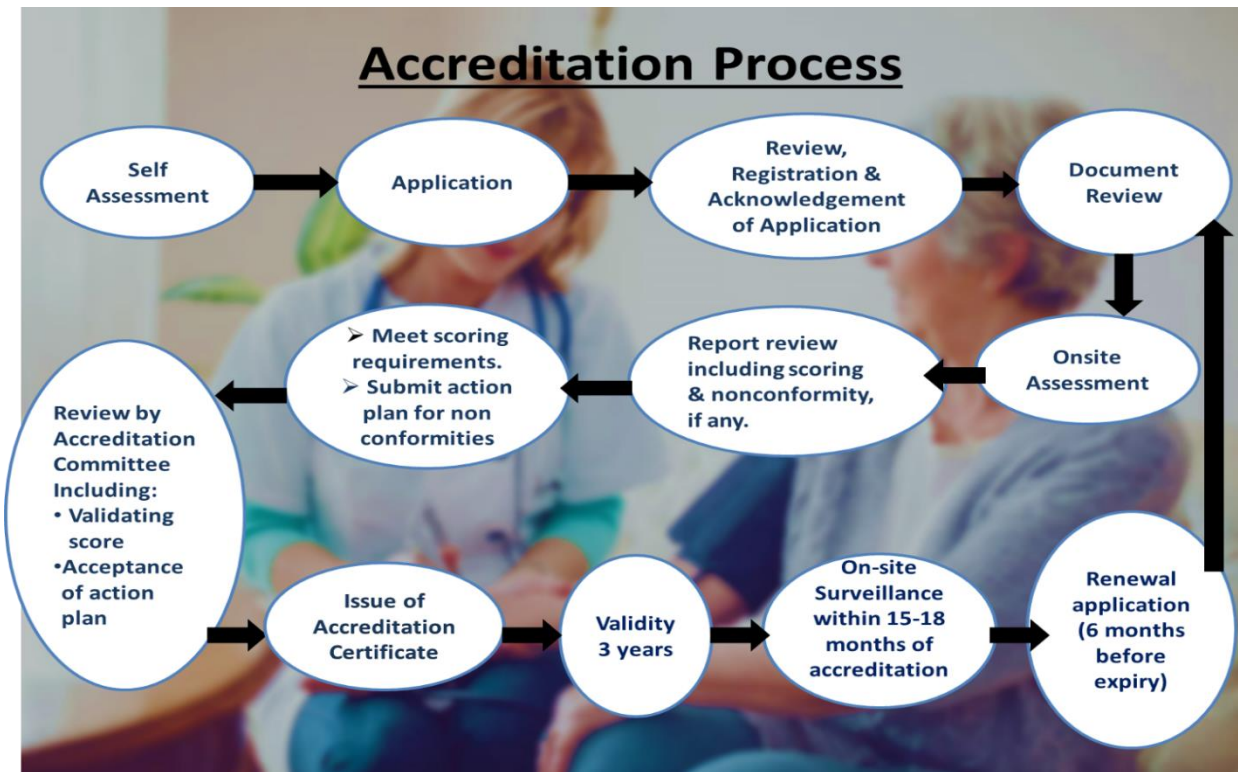 Accreditation Process
Self
Assessment
Application
Review,
Registration &
Acknowledgement
of Application
Document
Review
Onsite
Assessment
Report review
including scoring
& nonconformity,
if any.
➢ Meet scoring
requirements.
➢ Submit action
plan for non
conformities
Review by
Accreditation
Committee
Including:
• Validating
score
•Acceptance
of action
plan
Issue of
Accreditation
Certificate
Validity
3 years
On-site
Surveillance
within 15-18
months of
accreditation
Renewal
application
(6 months
before
expiry)